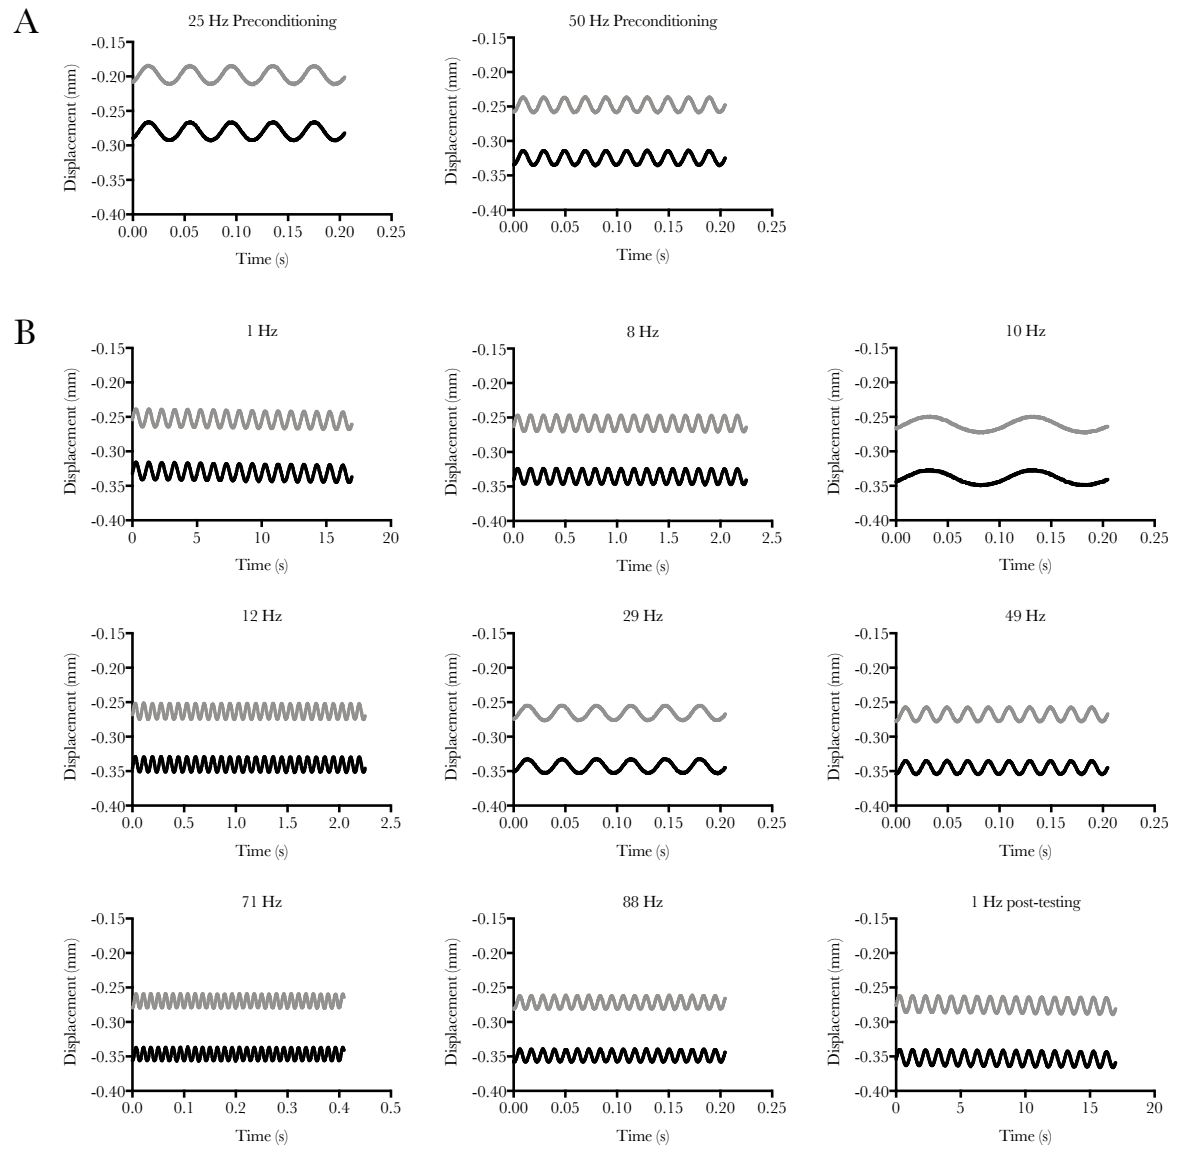 A
25 Hz Preconditioning
Displacement (mm)
-0.15
-0.20
-0.25
-0.30
-0.35
-0.40
0.00 0.05 0.10 0.15 0.20 0.25
Time (s)
50 Hz Preconditioning
Displacement (mm)
-0.15
-0.20
-0.25
-0.30
-0.35
-0.40
0.00 0.05 0.10 0.15 0.20 0.25
Time (s)
B
1 Hz
Displacement (mm)
-0.15
-0.20
-0.25
-0.30
-0.35
-0.40
0 5 10 15 20
Time (s)
8 Hz
Displacement (mm)
-0.15
-0.20
-0.25
-0.30
-0.35
-0.40
0.0 0.5 1.0 1.5 2.0 2.5
Time (s)
10 Hz
Displacement (mm)
-0.15
-0.20
-0.25
-0.30
-0.35
-0.40
0.00 0.05 0.10 0.15 0.20 0.25
Time (s)
12 Hz
Displacement (mm)
-0.15
-0.20
-0.25
-0.30
-0.35
-0.40
0.0 0.5 1.0 1.5 2.0 2.5
Time (s)
29 Hz
Displacement (mm)
-0.15
-0.20
-0.25
-0.30
-0.35
-0.40
0.00 0.05 0.10 0.15 0.20 0.25
Time (s)
49 Hz
Displacement (mm)
-0.15
-0.20
-0.25
-0.30
-0.35
-0.40
0.00 0.05 0.10 0.15 0.20 0.25
Time (s)
71 Hz
Displacement (mm)
-0.15
-0.20
-0.25
-0.30
-0.35
-0.40
0.0 0.1 0.2 0.3 0.4 0.5
Time (s)
88 Hz
Displacement (mm)
-0.15
-0.20
-0.25
-0.30
-0.35
-0.40
0.00 0.05 0.10 0.15 0.20 0.25
Time (s)
1 Hz post-testing
Displacement (mm)
-0.15
-0.20
-0.25
-0.30
-0.35
-0.40
0 5 10 15 20
Time (s)